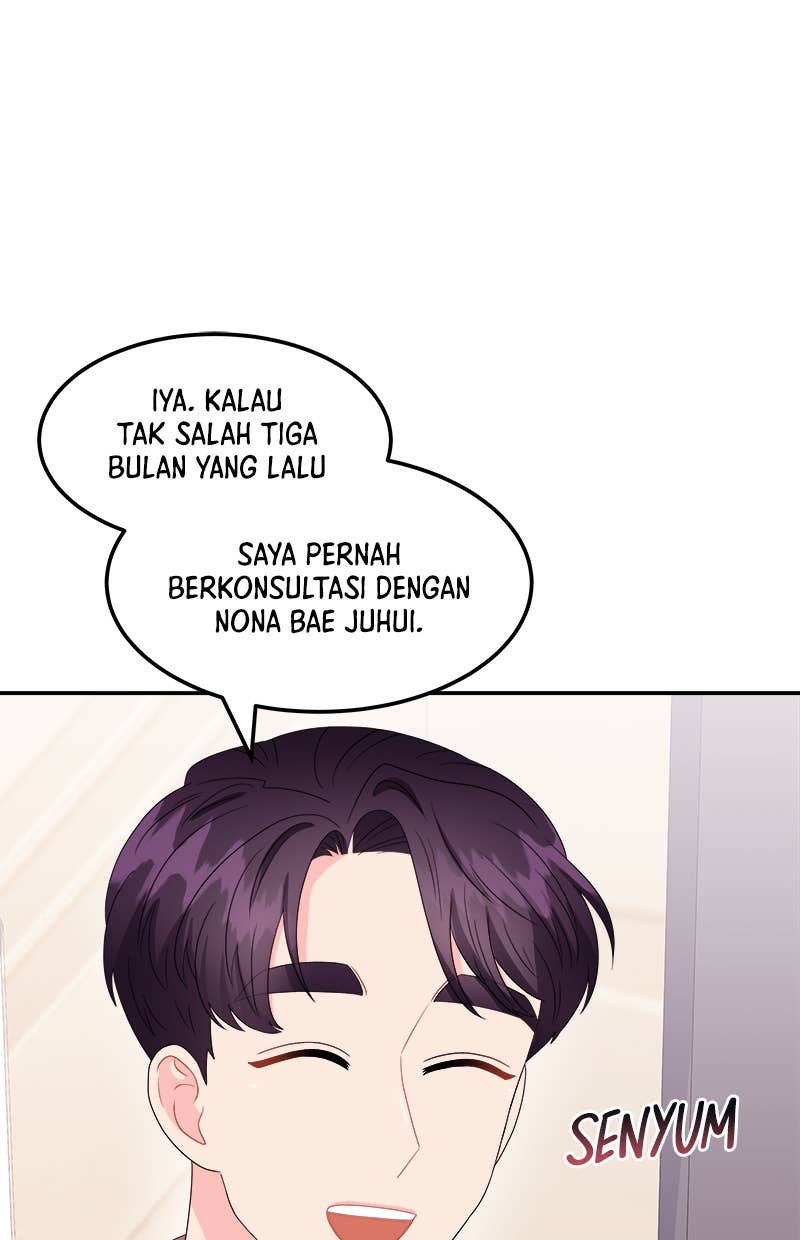 IYA. KALAU
TAK SALAH TIGA
BULAN YANG LALU
SAYA PERNAH
BERKONSULTASI DENGAN
NONA BAE JUHUI.
SENYUM